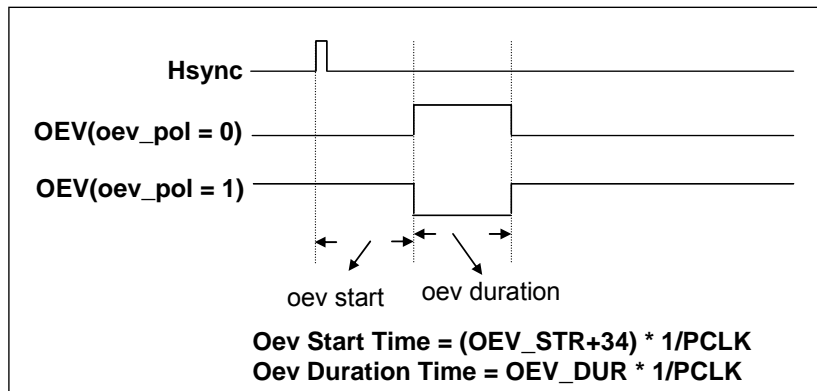 Hsync
OEV(oev_pol = 0)
OEV(oev_pol = 1)
oev start
oev duration
Oev Start Time = (OEV_STR+34) * 1/PCLK
Oev Duration Time = OEV_DUR * 1/PCLK